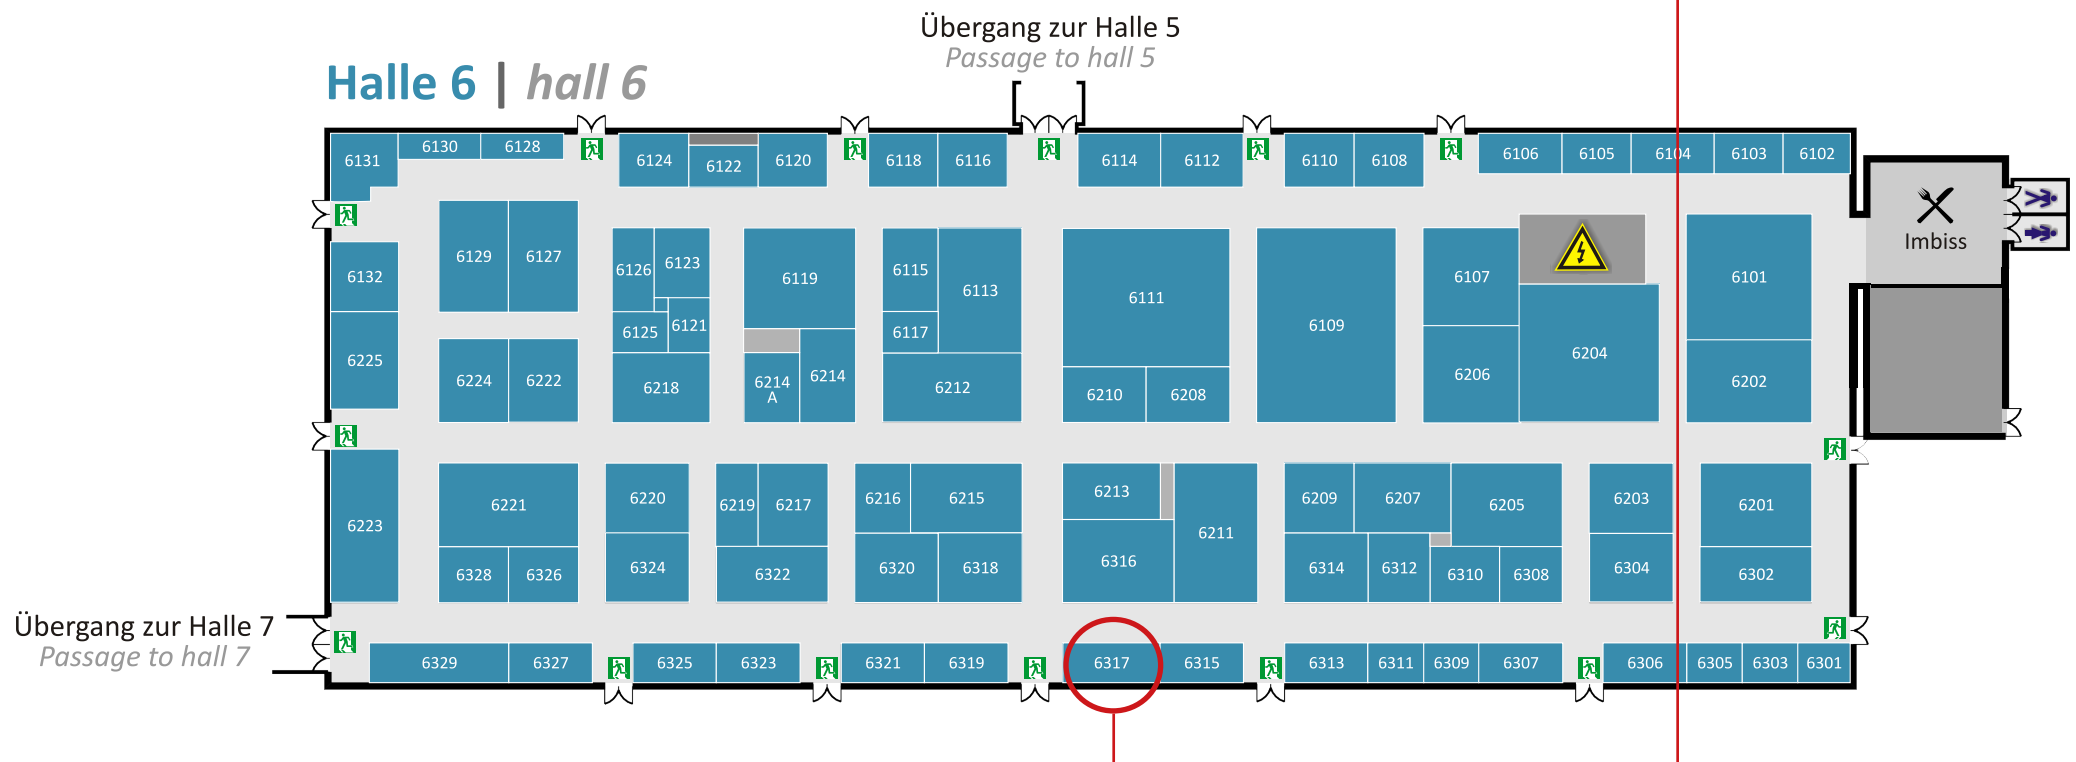 Übergang zur Halle 5
Passage to hall 5
Halle 6 | hall 6
6131 6130 6128 6124 6122 6120 6118 6116 6114 6112 6110 6108 6106 6105 6104 6103 6102
6129 6127 6126 6123 6119 6115 6113 6111 6109 6107 6101
Imbiss
6132 6125 6121 6117
6225 6224 6222 6218 6214 A 6214 6212 6210 6208 6206 6204 6202
6223 6221 6220 6219 6217 6216 6215 6213 6211 6209 6207 6205 6203 6201
6328 6326 6324 6322 6320 6318 6316 6314 6312 6310 6308 6304 6302
Übergang zur Halle 7
Passage to hall 7
6329 6327 6325 6323 6321 6319 6317 6315 6313 6311 6309 6307 6306 6305 6303 6301